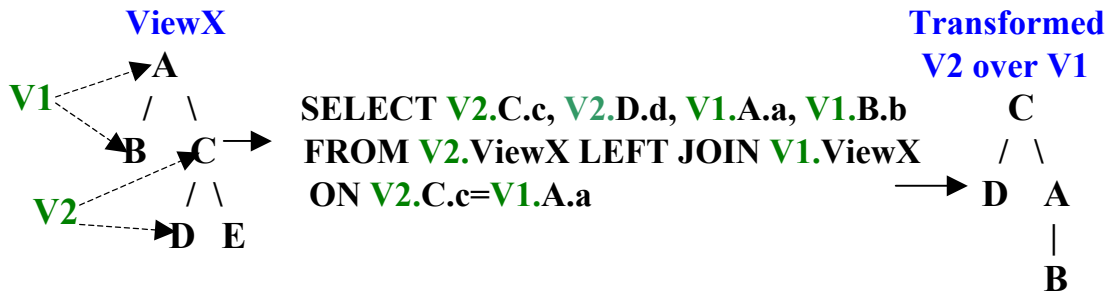 ViewX
A
V1
/ \
B C
V2
/ \
D E
SELECT V2.C.c, V2.D.d, V1.A.a, V1.B.b
FROM V2.ViewX LEFT JOIN V1.ViewX
ON V2.C.c=V1.A.a
Transformed
V2 over V1
C
/ \
D A
|
B